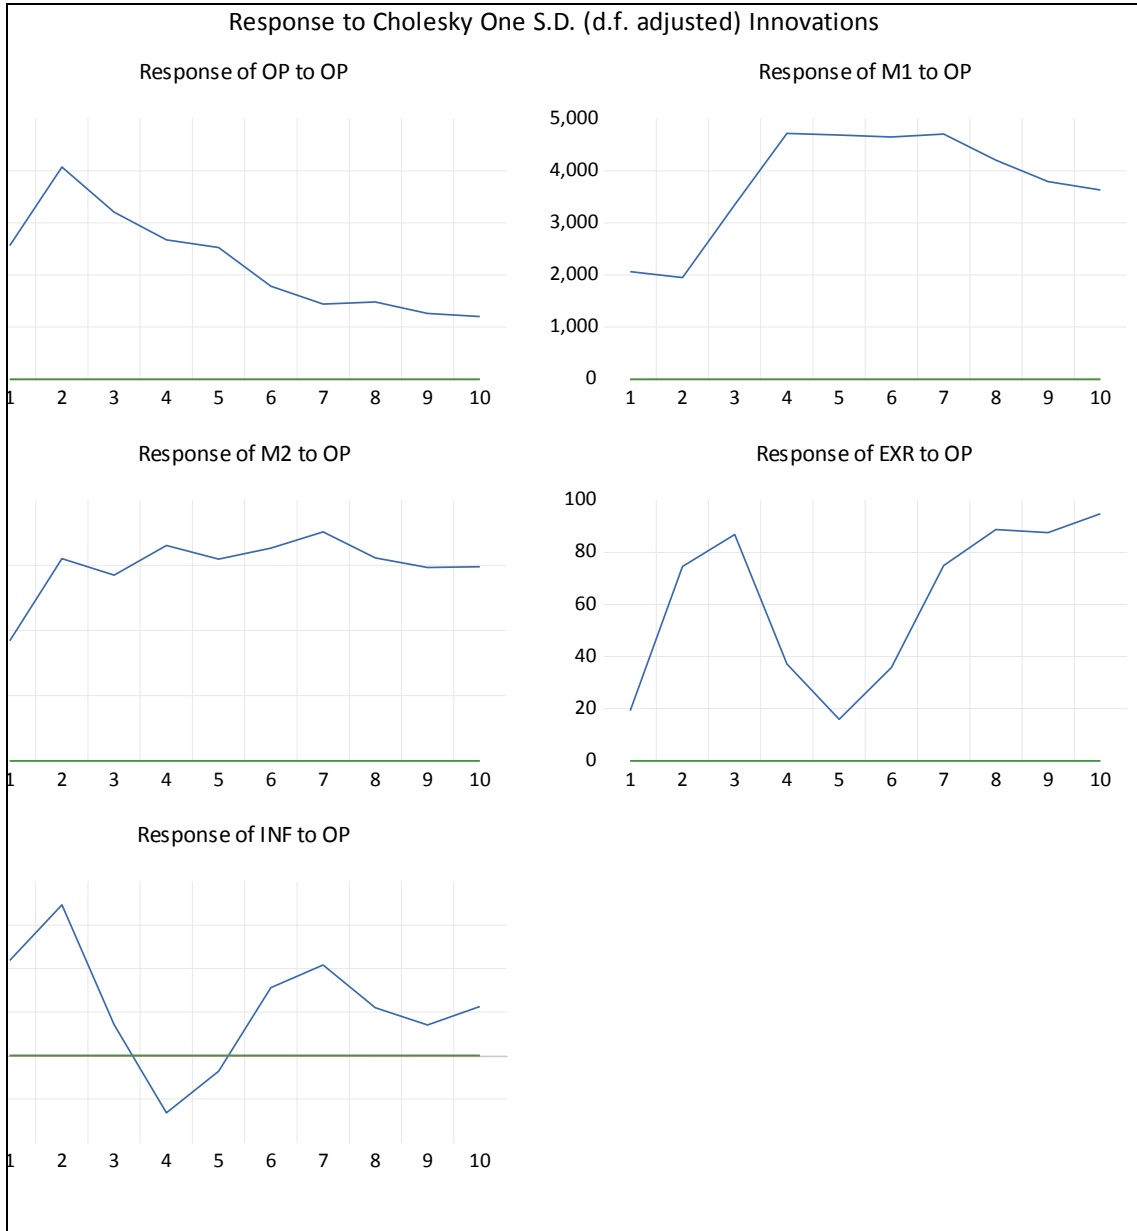 Response to Cholesky One S.D. (d.f. adjusted) Innovations
Response of OP to OP
1 2 3 4 5 6 7 8 9 10
Response of M1 to OP
5,000
4,000
3,000
2,000
1,000
0
1 2 3 4 5 6 7 8 9 10
Response of M2 to OP
1 2 3 4 5 6 7 8 9 10
Response of EXR to OP
100
80
60
40
20
0
1 2 3 4 5 6 7 8 9 10
Response of INF to OP
1 2 3 4 5 6 7 8 9 10